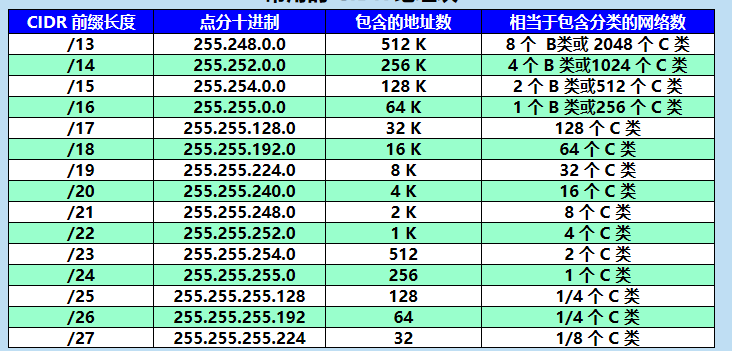 CIDR 前缀长度 点分十进制 包含的地址数 相当于包含分类的网络数
/13 255.248.0.0 512 K 8 个 B类或 2048 个 C 类
/14 255.252.0.0 256 K 4 个 B 类或1024 个 C 类
/15 255.254.0.0 128 K 2 个 B 类或512 个 C 类
/16 255.255.0.0 64 K 1 个 B 类或256 个 C 类
/17 255.255.128.0 32 K 128 个 C 类
/18 255.255.192.0 16 K 64 个 C 类
/19 255.255.224.0 8 K 32 个 C 类
/20 255.255.240.0 4 K 16 个 C 类
/21 255.255.248.0 2 K 8 个 C 类
/22 255.255.252.0 1 K 4 个 C 类
/23 255.255.254.0 512 2 个 C 类
/24 255.255.255.0 256 1 个 C 类
/25 255.255.255.128 128 1/4 个 C 类
/26 255.255.255.192 64 1/4 个 C 类
/27 255.255.255.224 32 1/8 个 C 类